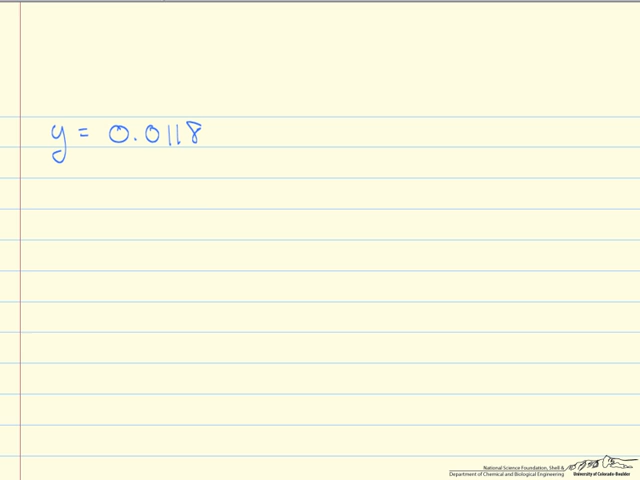 y = 0.0118
National Science Foundation, Shell &
Department of Chemical and Biological Engineering
University of Colorado-Boulder